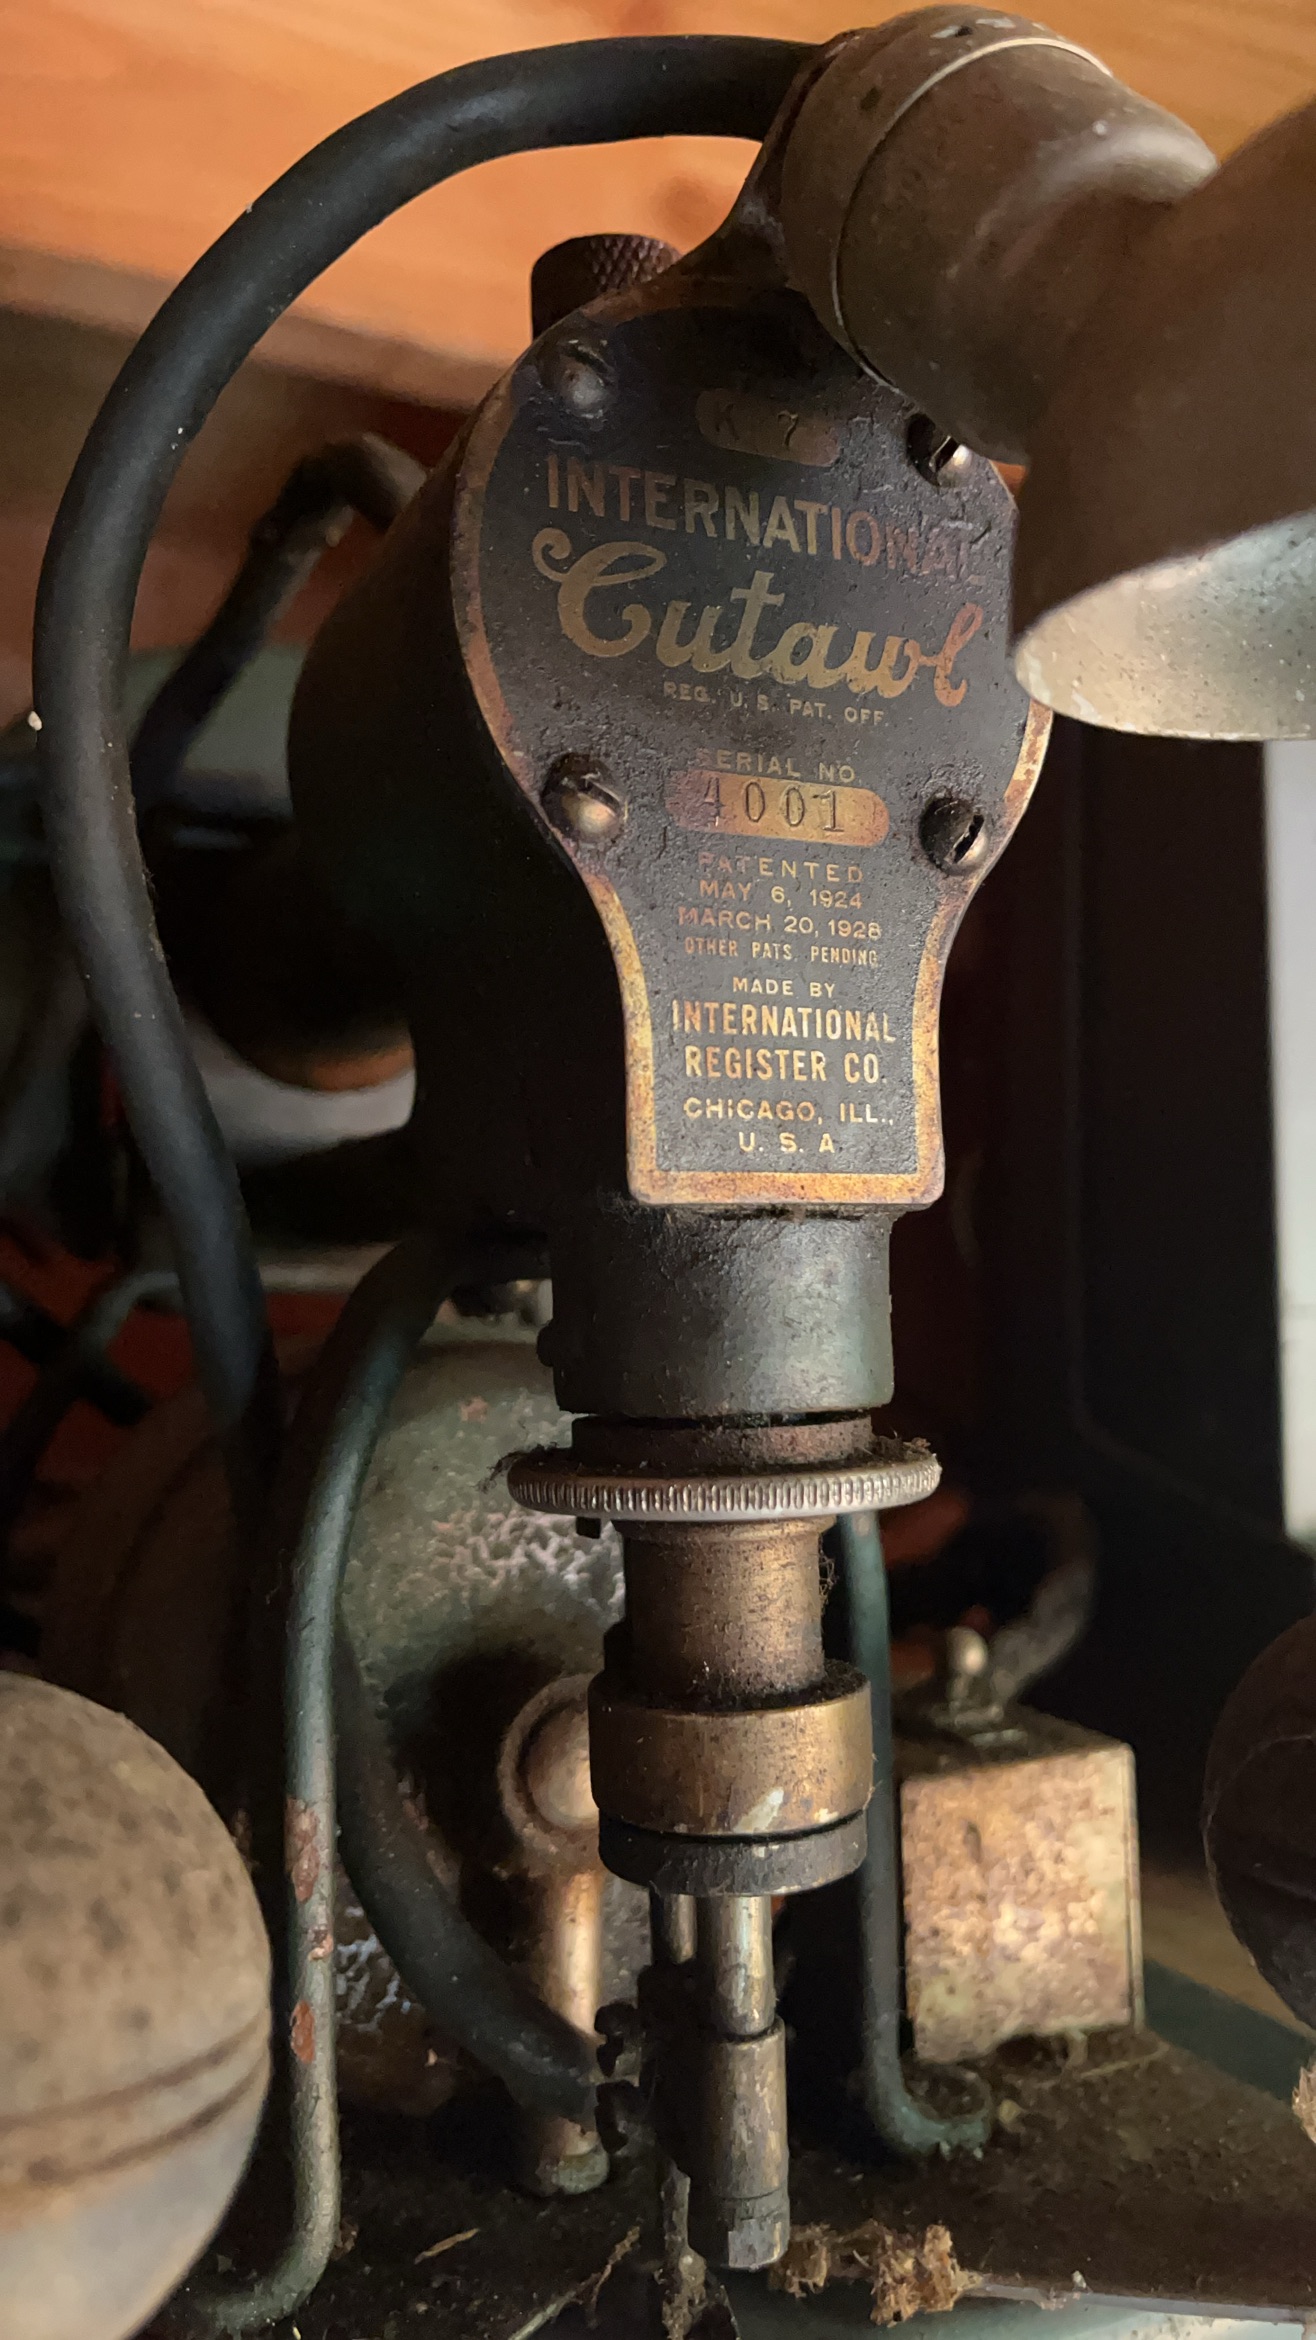 K 7
INTERNATIONAL
Cutawl
REG. U. S. PAT. OFF.
SERIAL NO.
4001
PATENTED
MAY 6, 1924
MARCH 20, 1928
OTHER PATS. PENDING
MADE BY
INTERNATIONAL
REGISTER CO.
CHICAGO, ILL.,
U. S. A.